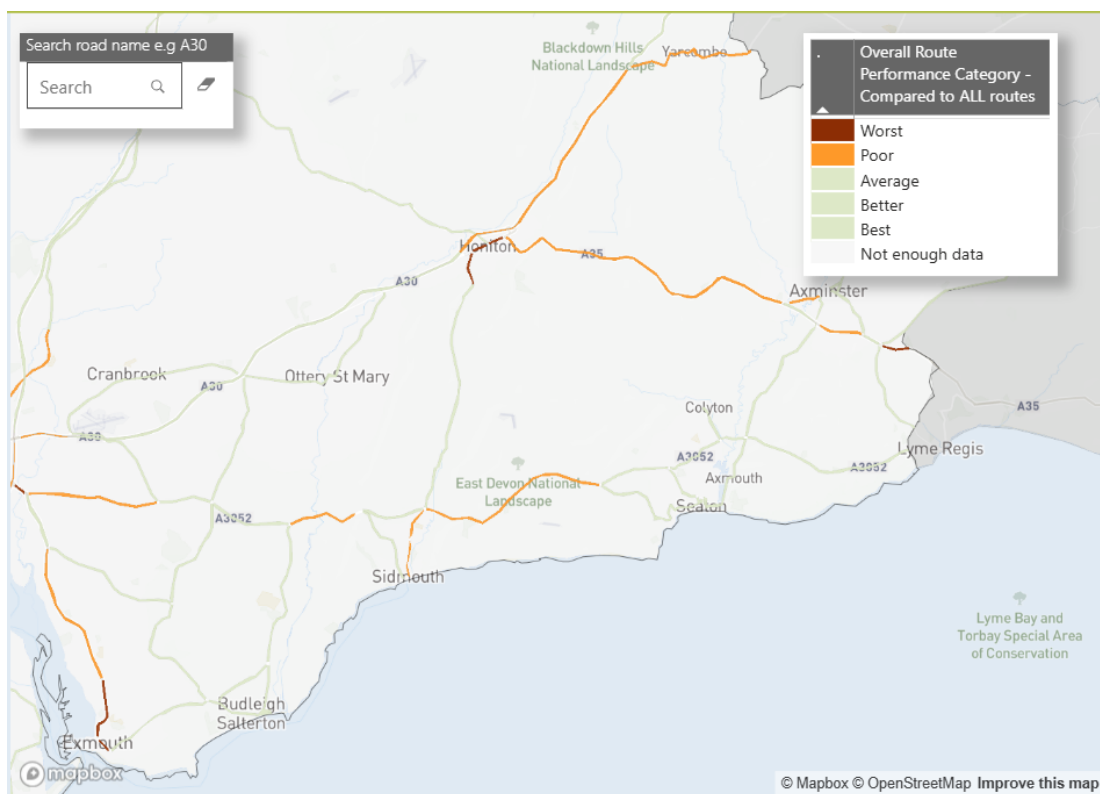 Search road name e.g A30
Search
Blackdown Hills
National Landscape
Yarcombe
. Overall Route
Performance Category -
Compared to ALL routes
Worst
Poor
Average
Better
Best
Not enough data
Honiton
A35
A30
Axminster
Cranbrook
A30
Ottery St Mary
A30
Colyton
A35
Lyme Regis
A3052
A3052
Axmouth
East Devon National
Landscape
Seaton
A3052
Sidmouth
Lyme Bay and
Torbay Special Area
of Conservation
Budleigh
Salterton
Exmouth
mapbox
© Mapbox © OpenStreetMap Improve this map